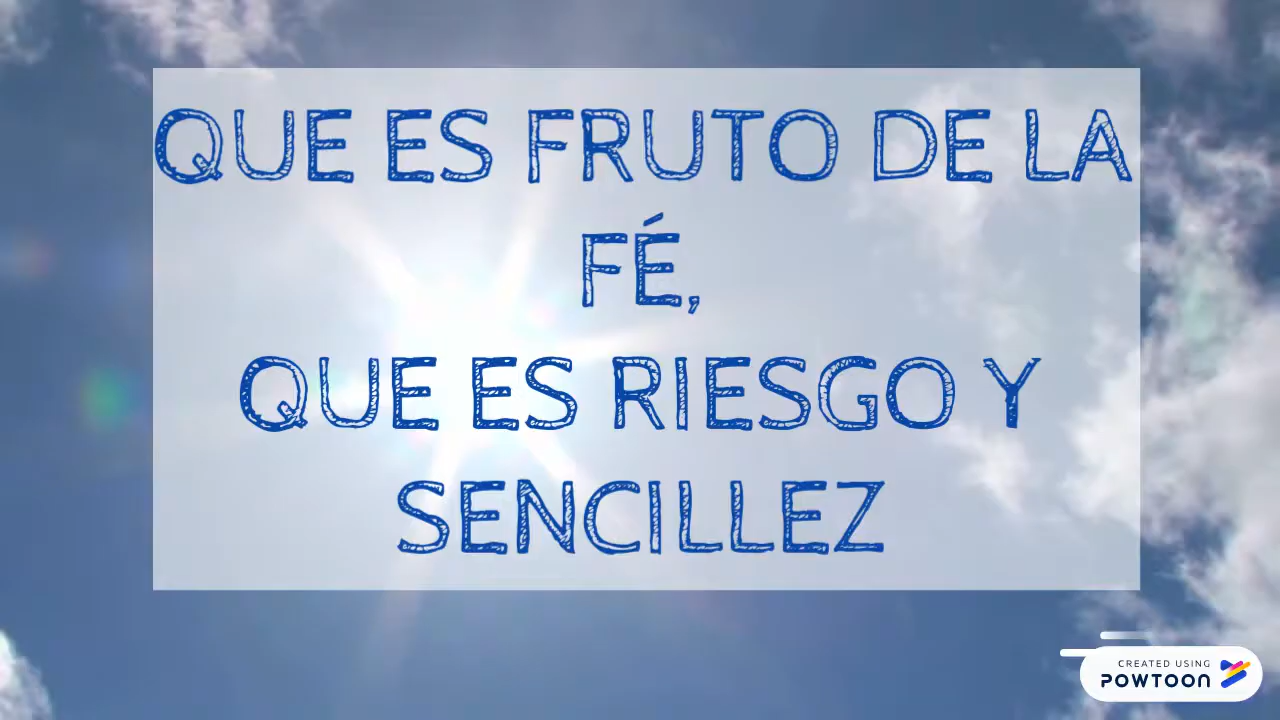 QUE ES FRUTO DE LA
FÉ,
QUE ES RIESGO Y
SENCILLEZ
CREATED USING
POWTOON